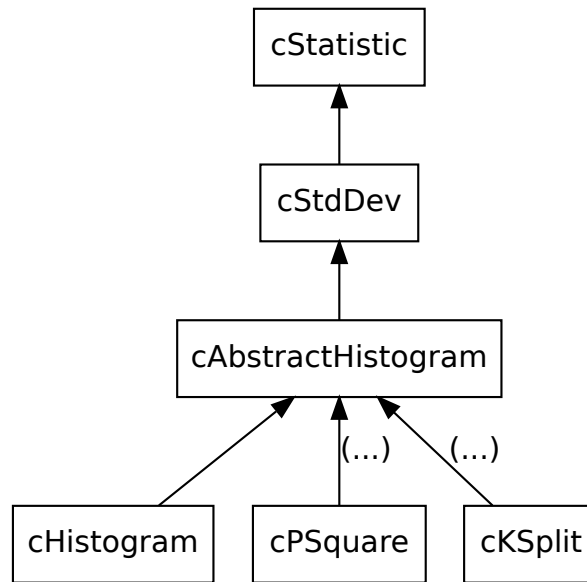 cStatistic
cStdDev
cAbstractHistogram
(...) (...)
cHistogram cPSquare cKSplit